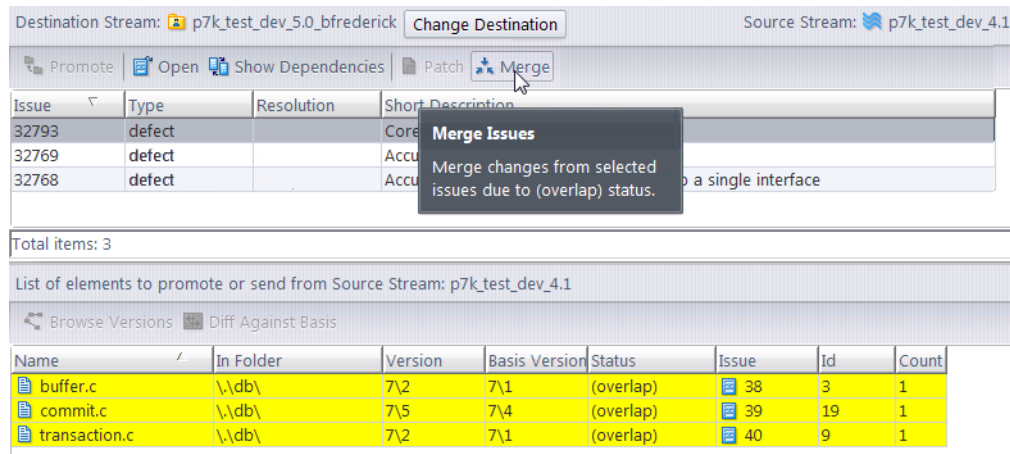 Destination Stream: p7k_test_dev_5.0_bfrederick Change Destination Source Stream: p7k_test_dev_4.1
Promote Open Show Dependencies Patch Merge
Issue Type Resolution Short Description
32793 defect Core
32769 defect Accu
32768 defect Accu a single interface
Merge Issues
Merge changes from selected
issues due to (overlap) status.
Total items: 3
List of elements to promote or send from Source Stream: p7k_test_dev_4.1
Browse Versions Diff Against Basis
Name In Folder Version Basis Version Status Issue Id Count
buffer.c \.\db\ 7\2 7\1 (overlap) 38 3 1
commit.c \.\db\ 7\5 7\4 (overlap) 39 19 1
transaction.c \.\db\ 7\2 7\1 (overlap) 40 9 1